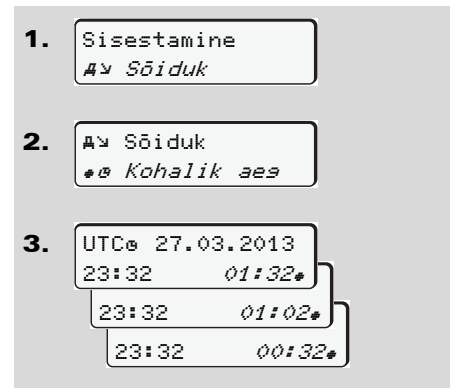 1. Sisestamine
Sõiduk
2. Sõiduk
Kohalik aeg
3. UTC 27.03.2013
23:32 01:32
23:32 01:02
23:32 00:32